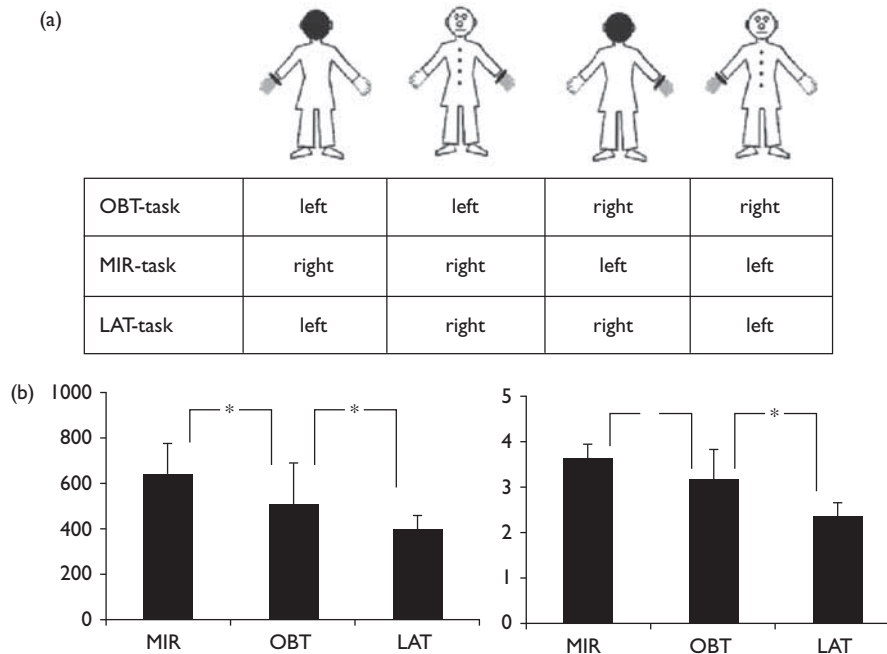 (a)
OBT-task left left right right
MIR-task right right left left
LAT-task left right right left
(b)
1000
800
600
400
200
0
* *
MIR OBT LAT
5
4
3
2
1
0
*
MIR OBT LAT